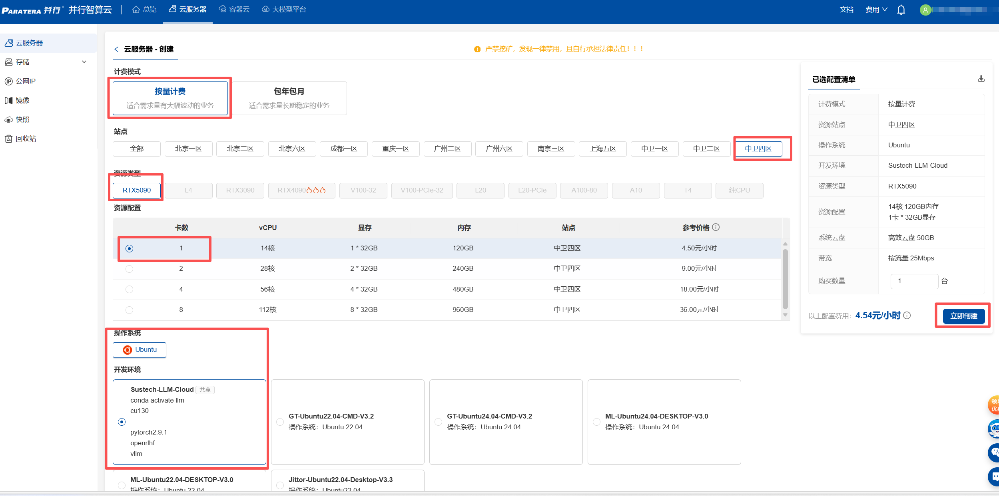 PARATERA 并行® 并行智算云 总览 云服务器 容器云 大模型平台 文档 费用
云服务器
存储
公网IP
镜像
快照
回收站
云服务器 - 创建
严禁挖矿，发现一律禁用，且自行承担法律责任！！！
计费模式
按量计费
适合需求量有大幅波动的业务
包年包月
适合需求量长期稳定的业务
站点
全部 北京一区 北京二区 北京六区 成都一区 重庆一区 广州二区 广州六区 南京三区 上海五区 中卫一区 中卫二区 中卫四区
资源类型
RTX5090 L4 RTX3090 RTX4090 V100-32 V100-PCIe-32 L20 L20-PCIe A100-80 A10 T4 纯CPU
资源配置
卡数 vCPU 显存 内存 站点 参考价格
1 14核 1 * 32GB 120GB 中卫四区 4.50元/小时
2 28核 2 * 32GB 240GB 中卫四区 9.00元/小时
4 56核 4 * 32GB 480GB 中卫四区 18.00元/小时
8 112核 8 * 32GB 960GB 中卫四区 36.00元/小时
操作系统
Ubuntu
开发环境
Sustech-LLM-Cloud 共享
conda activate llm
cu130
pytorch2.9.1
openrlhf
vllm
GT-Ubuntu22.04-CMD-V3.2
操作系统：Ubuntu 22.04
GT-Ubuntu24.04-CMD-V3.2
操作系统：Ubuntu 24.04
ML-Ubuntu24.04-DESKTOP-V3.0
操作系统：Ubuntu 24.04
ML-Ubuntu22.04-DESKTOP-V3.0
操作系统：Ubuntu 22.04
Jittor-Ubuntu22.04-Desktop-V3.3
操作系统：Ubuntu22.04
已选配置清单
计费模式 按量计费
资源站点 中卫四区
操作系统 Ubuntu
开发环境 Sustech-LLM-Cloud
资源类型 RTX5090
资源配置 14核 120GB内存
1卡 * 32GB显存
系统云盘 高效云盘 50GB
带宽 按流量 25Mbps
购买数量 1 台
以上配置费用：4.54元/小时
立即创建